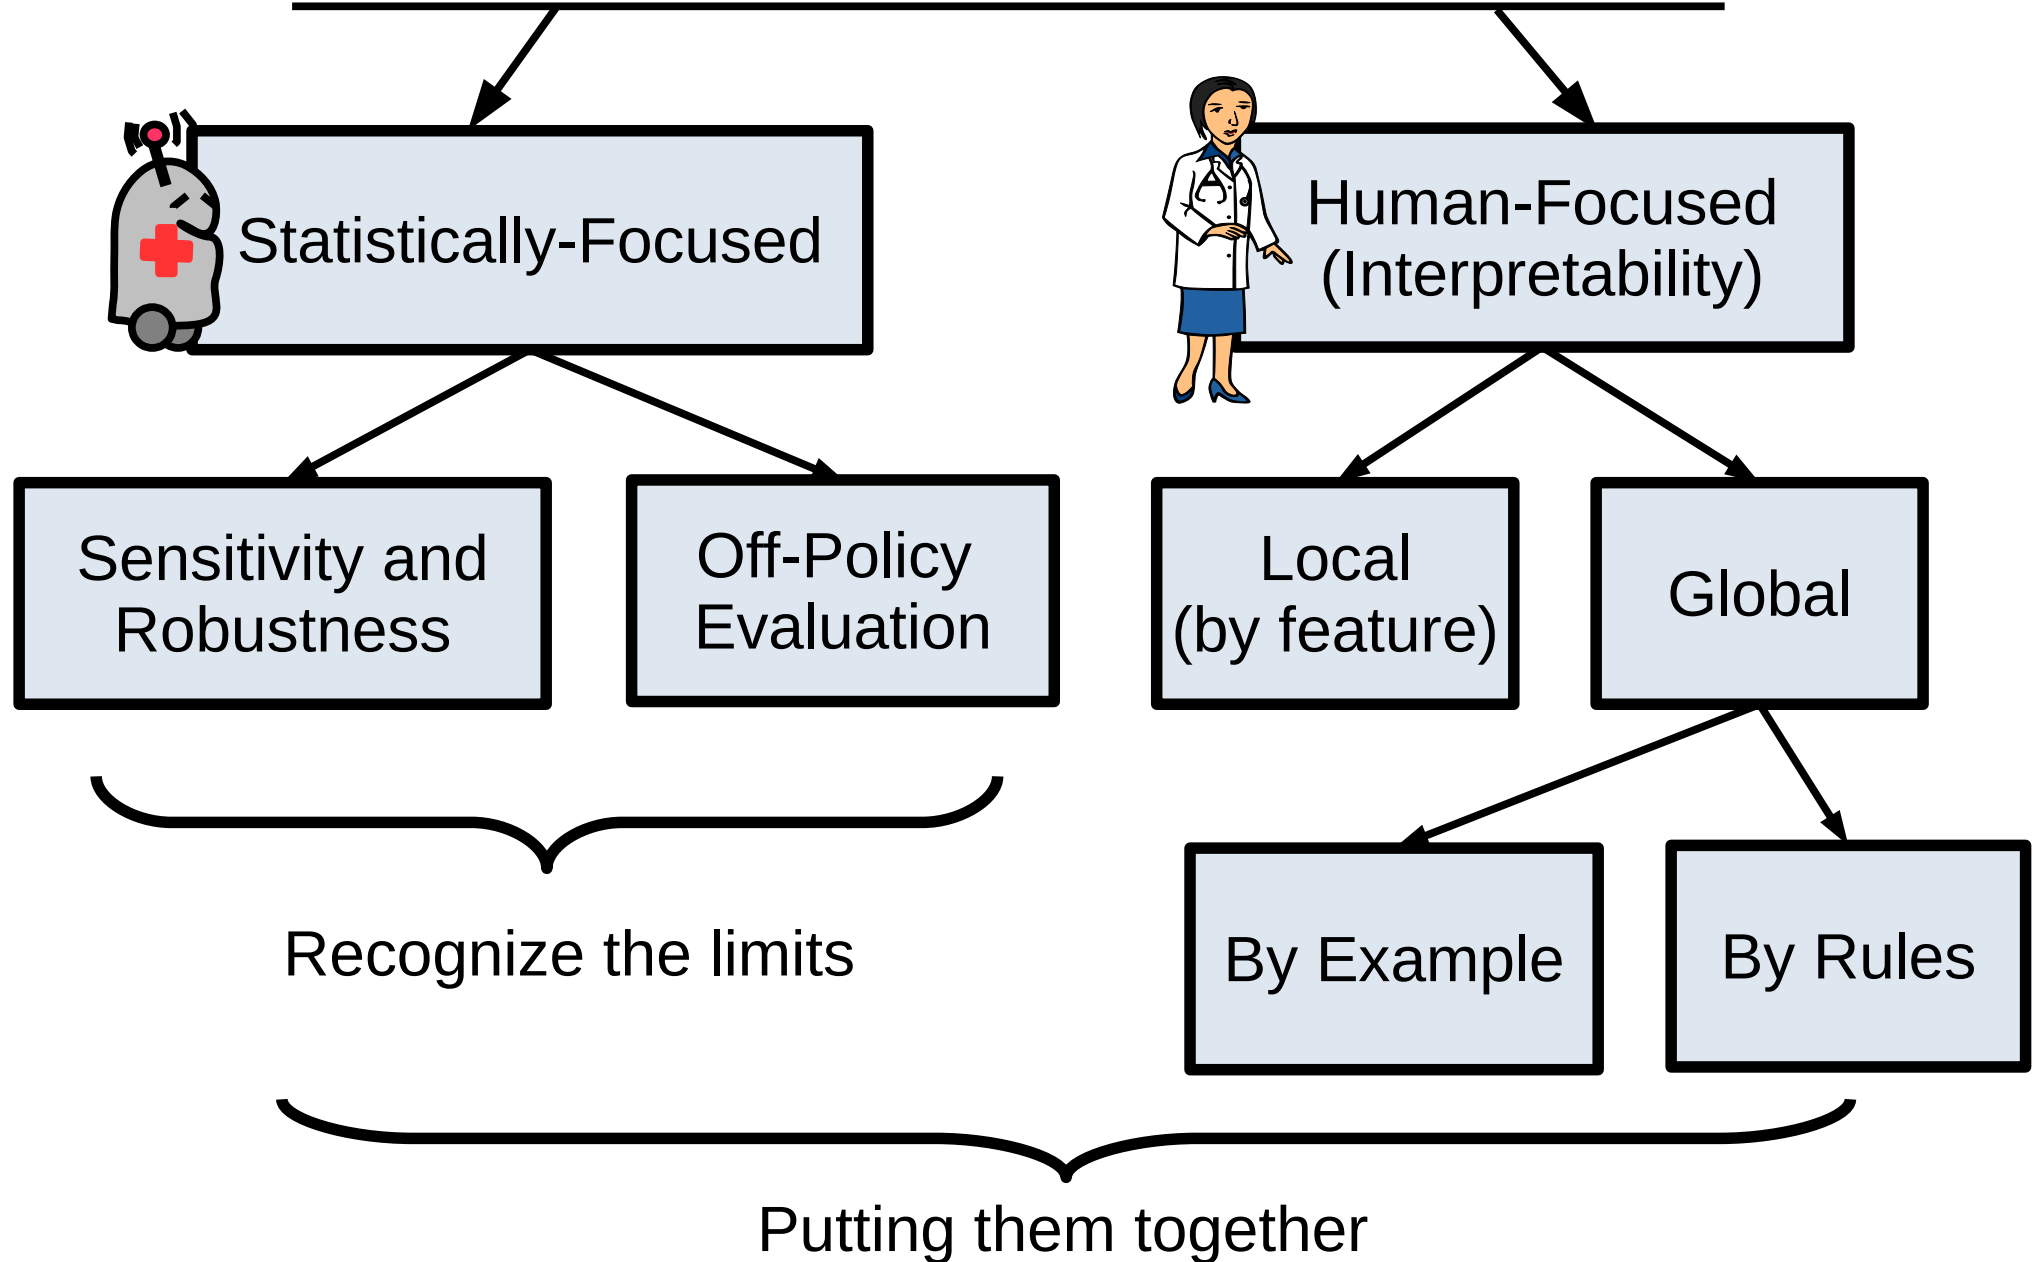 Statistically-Focused
Human-Focused
(Interpretability)
Sensitivity and
Robustness
Off-Policy
Evaluation
Local
(by feature)
Global
Recognize the limits
By Example
By Rules
Putting them together